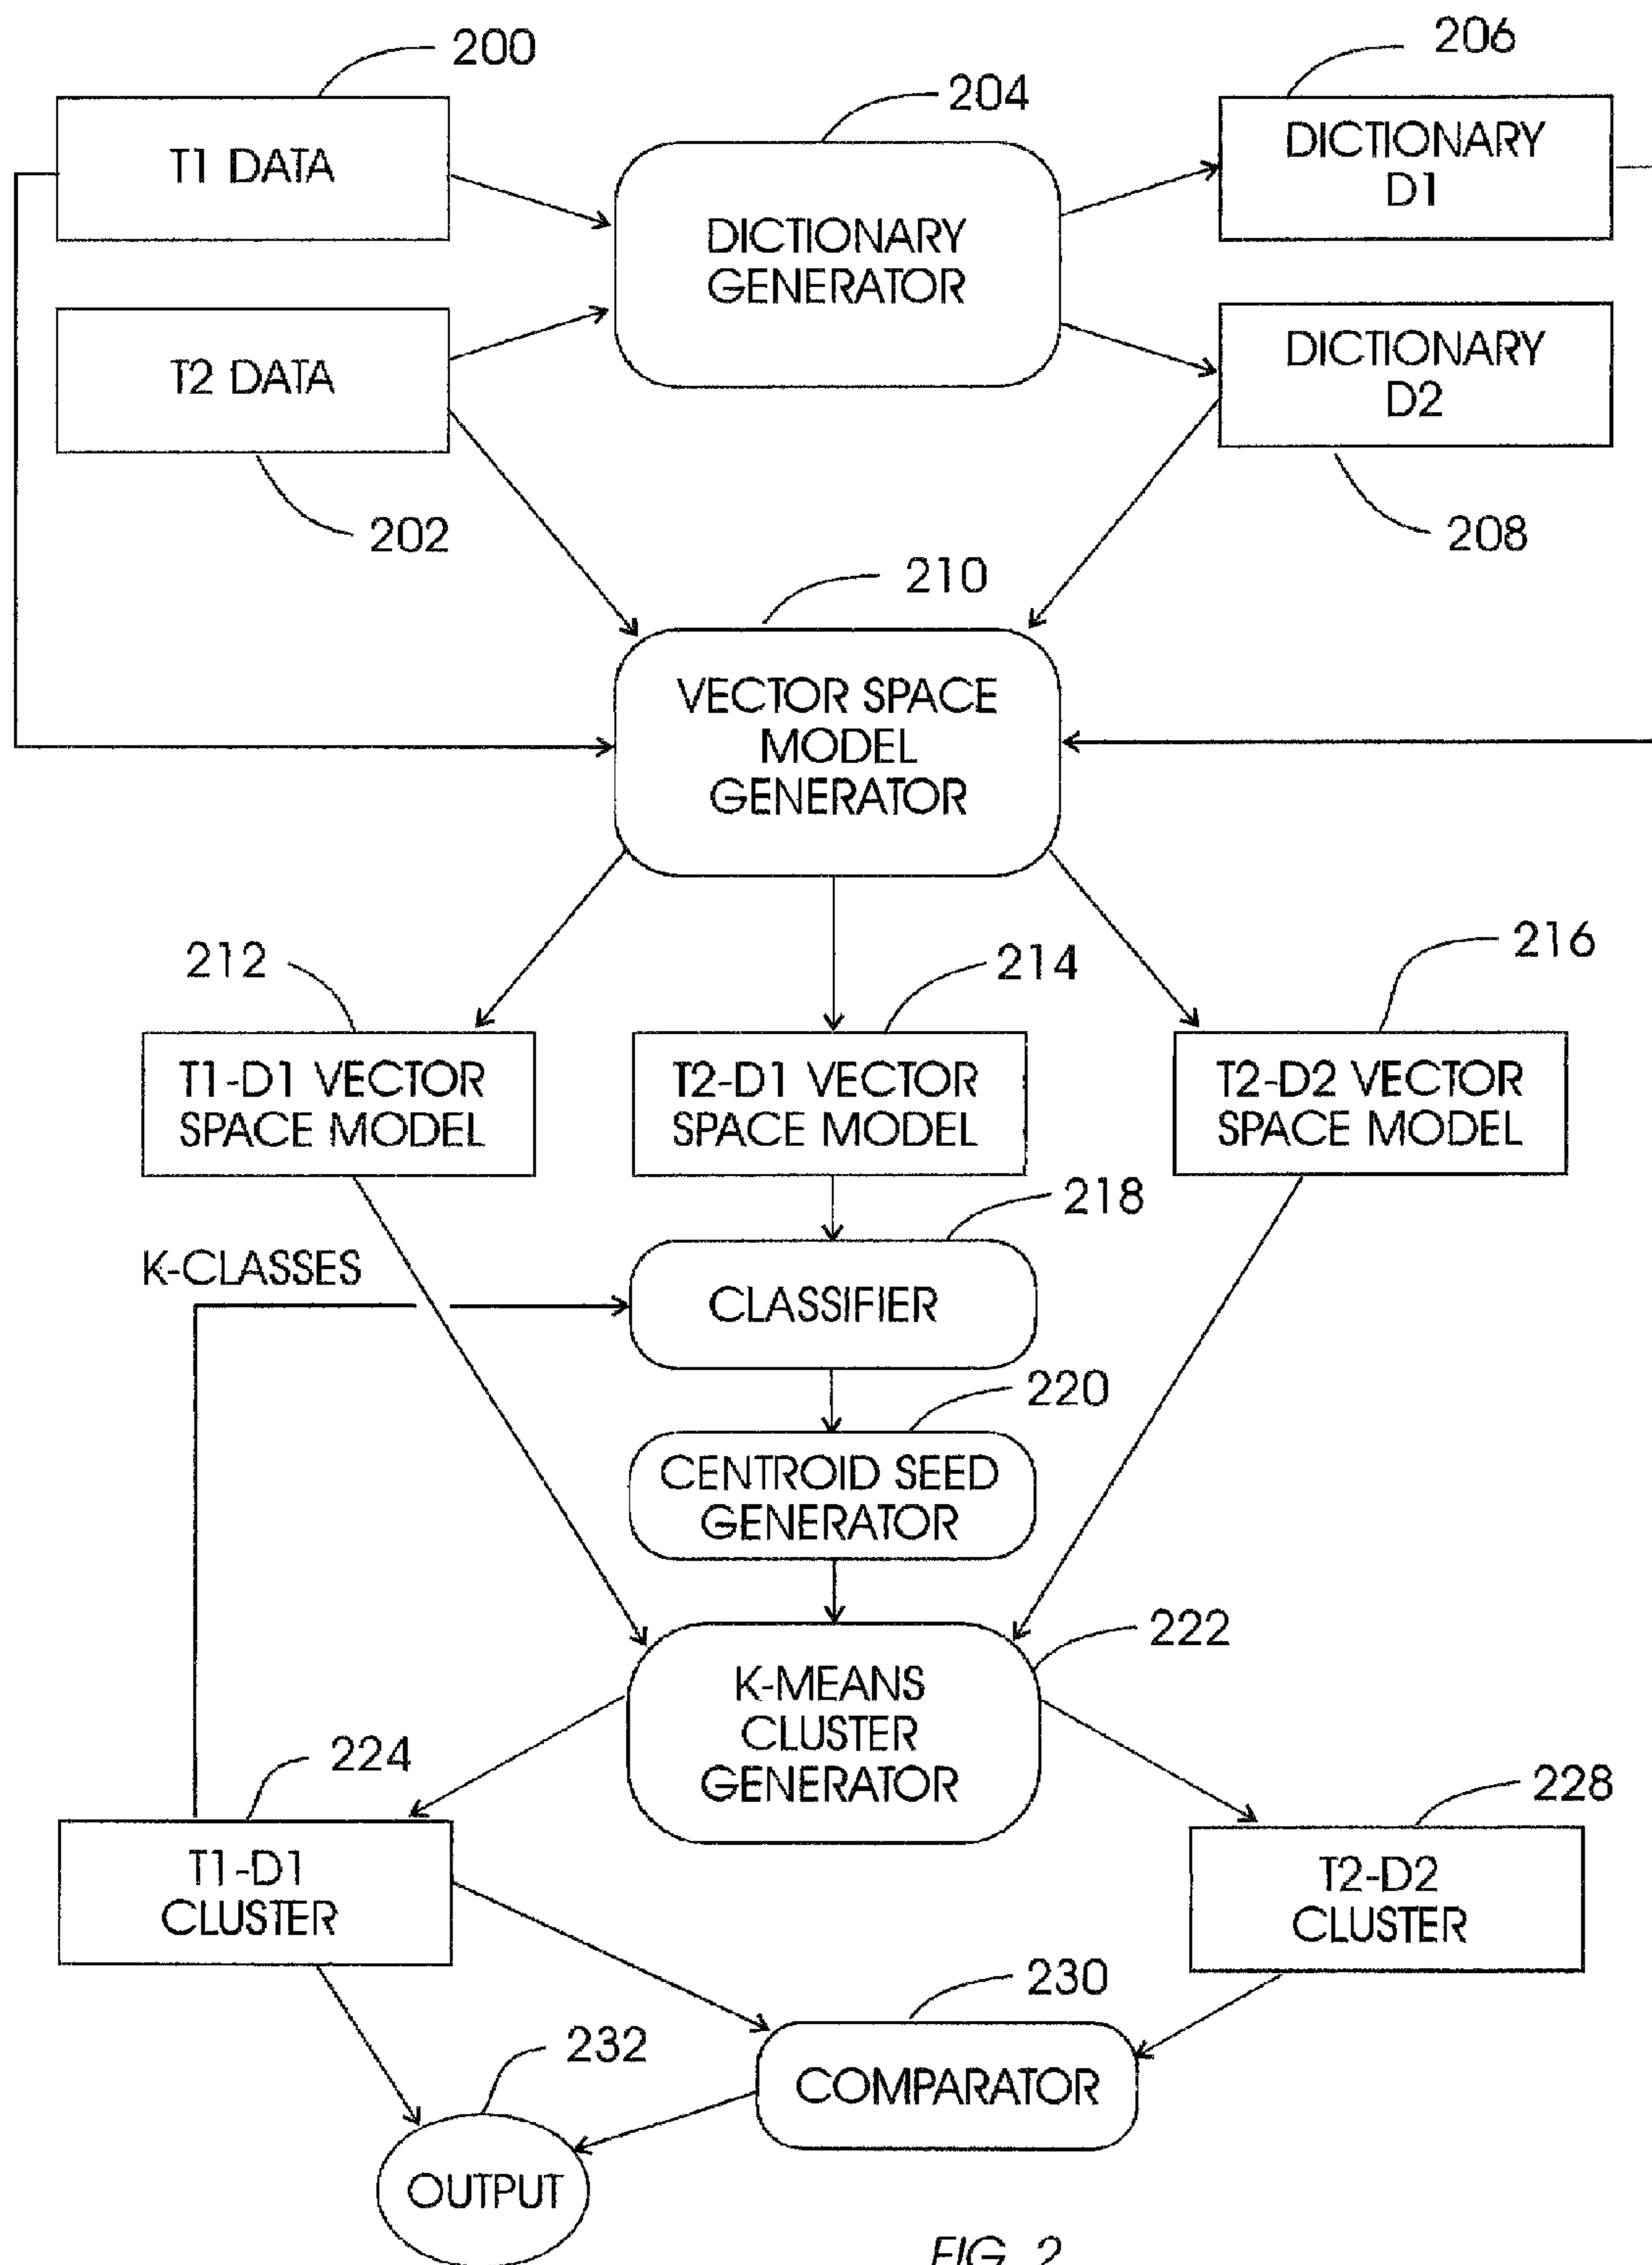 200
206
204
T1 DATA
DICTIONARY
D1
DICTIONARY
GENERATOR
T2 DATA
DICTIONARY
D2
202
208
210
VECTOR SPACE
MODEL
GENERATOR
212
214
216
T1-D1 VECTOR
SPACE MODEL
T2-D1 VECTOR
SPACE MODEL
T2-D2 VECTOR
SPACE MODEL
218
K-CLASSES
CLASSIFIER
220
CENTROID SEED
GENERATOR
222
K-MEANS
CLUSTER
GENERATOR
224
228
T1-D1
CLUSTER
T2-D2
CLUSTER
230
232
COMPARATOR
OUTPUT
FIG. 2